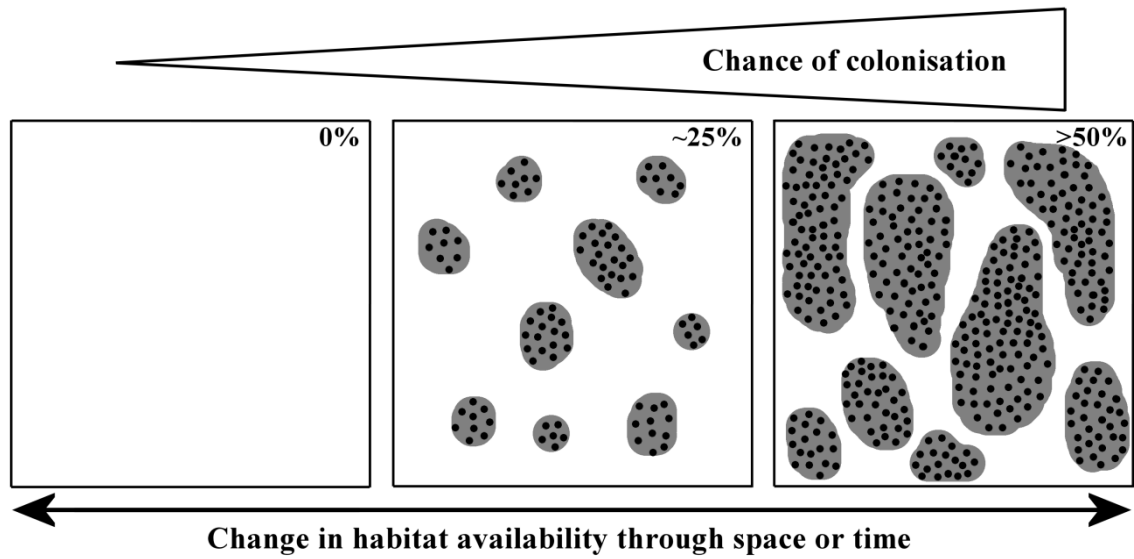 Chance of colonisation
0%
~25%
>50%
Change in habitat availability through space or time